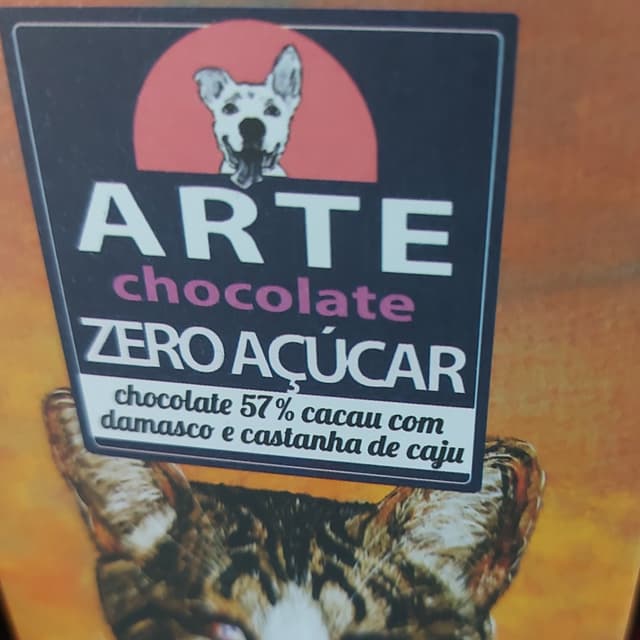 ARTE
chocolate
ZERO AÇÚCAR
chocolate 57% cacau com
damasco e castanha de caju